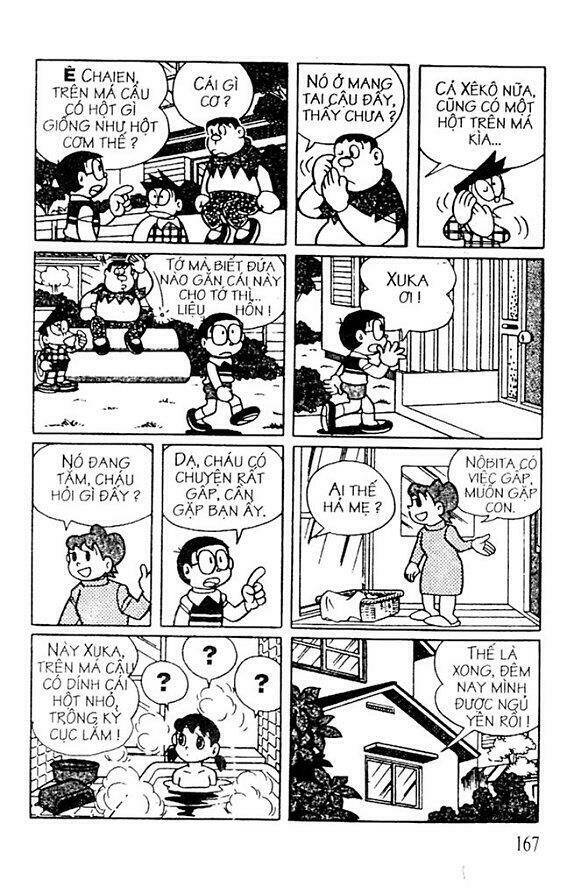 Ê CHAIEN,
TRÊN MÁ CẬU
CÓ HỘT GÌ
GIỐNG NHƯ HỘT
CƠM THẾ ?
CÁI GÌ
CƠ ?
NÓ Ở MANG
TAI CẬU ĐẤY,
THẤY CHƯA ?
CẢ XÊKÔ NỮA,
CŨNG CÓ MỘT
HỘT TRÊN MÁ
KÌA...
TỚ MÀ BIẾT ĐỨA
NÀO GẮN CÁI NÀY
CHO TỚ THÌ...
LIỆU HỒN !
XUKA
ƠI !
NÓ ĐANG
TẮM, CHÁU
HỎI GÌ ĐẤY ?
DẠ, CHÁU CÓ
CHUYỆN RẤT
GẤP, CẦN
GẶP BẠN ẤY.
AI THẾ
HẢ MẸ ?
NÔBITA CÓ
VIỆC GẤP,
MUỐN GẶP
CON.
NÀY XUKA,
TRÊN MÁ CẬU
CÓ DÍNH CÁI
HỘT NHỎ,
TRÔNG KỲ
CỤC LẮM !
?
?
?
THẾ LÀ
XONG, ĐÊM
NAY MÌNH
ĐƯỢC NGỦ
YÊN RỒI !
167